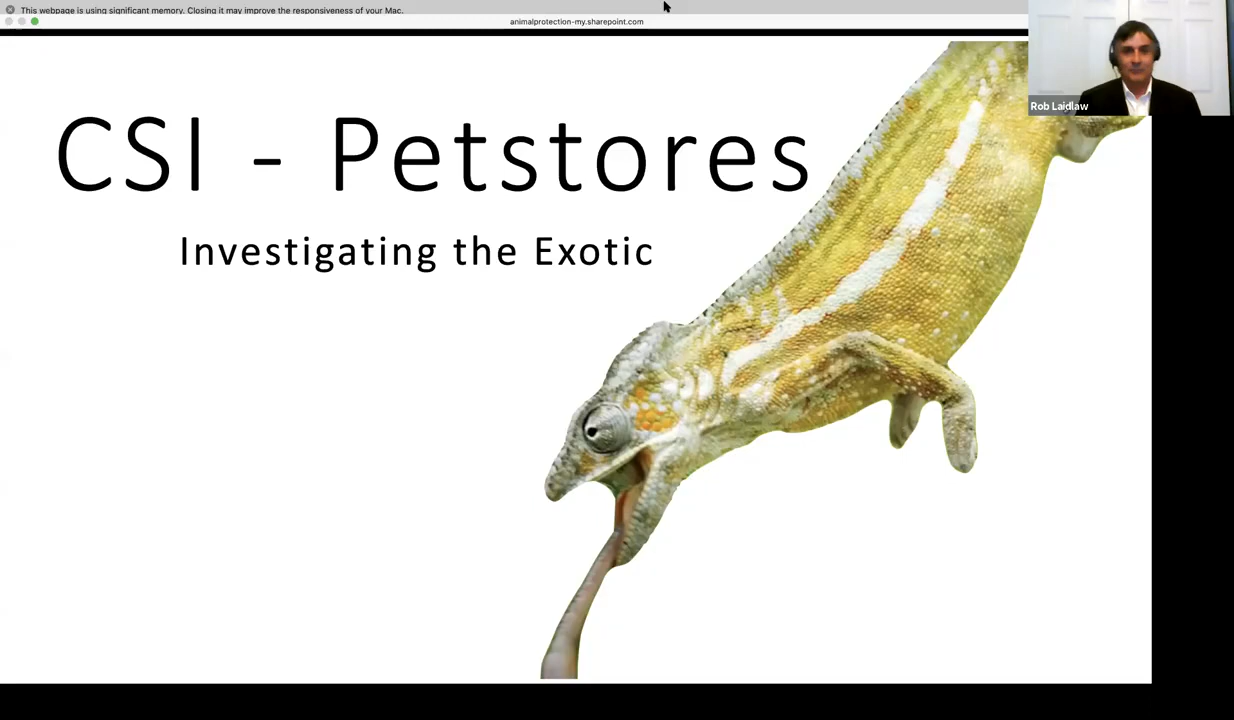 This webpage is using significant memory. Closing it may improve the responsiveness of your Mac.
animalprotection-my.sharepoint.com
Rob Laidlaw
CSI - Petstores
Investigating the Exotic